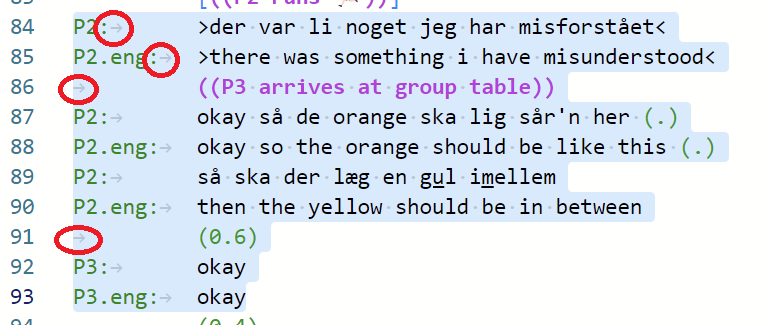 84 P2:→ >der var li noget jeg har misforstået<
85 P2.eng:→ >there was something i have misunderstood<
86 → ((P3 arrives at group table))
87 P2:→ okay så de orange ska lig sår'n her (.)
88 P2.eng:→ okay so the orange should be like this (.)
89 P2:→ så ska der læg en gul imellem
90 P2.eng:→ then the yellow should be in between
91 → (0.6)
92 P3:→ okay
93 P3.eng:→ okay